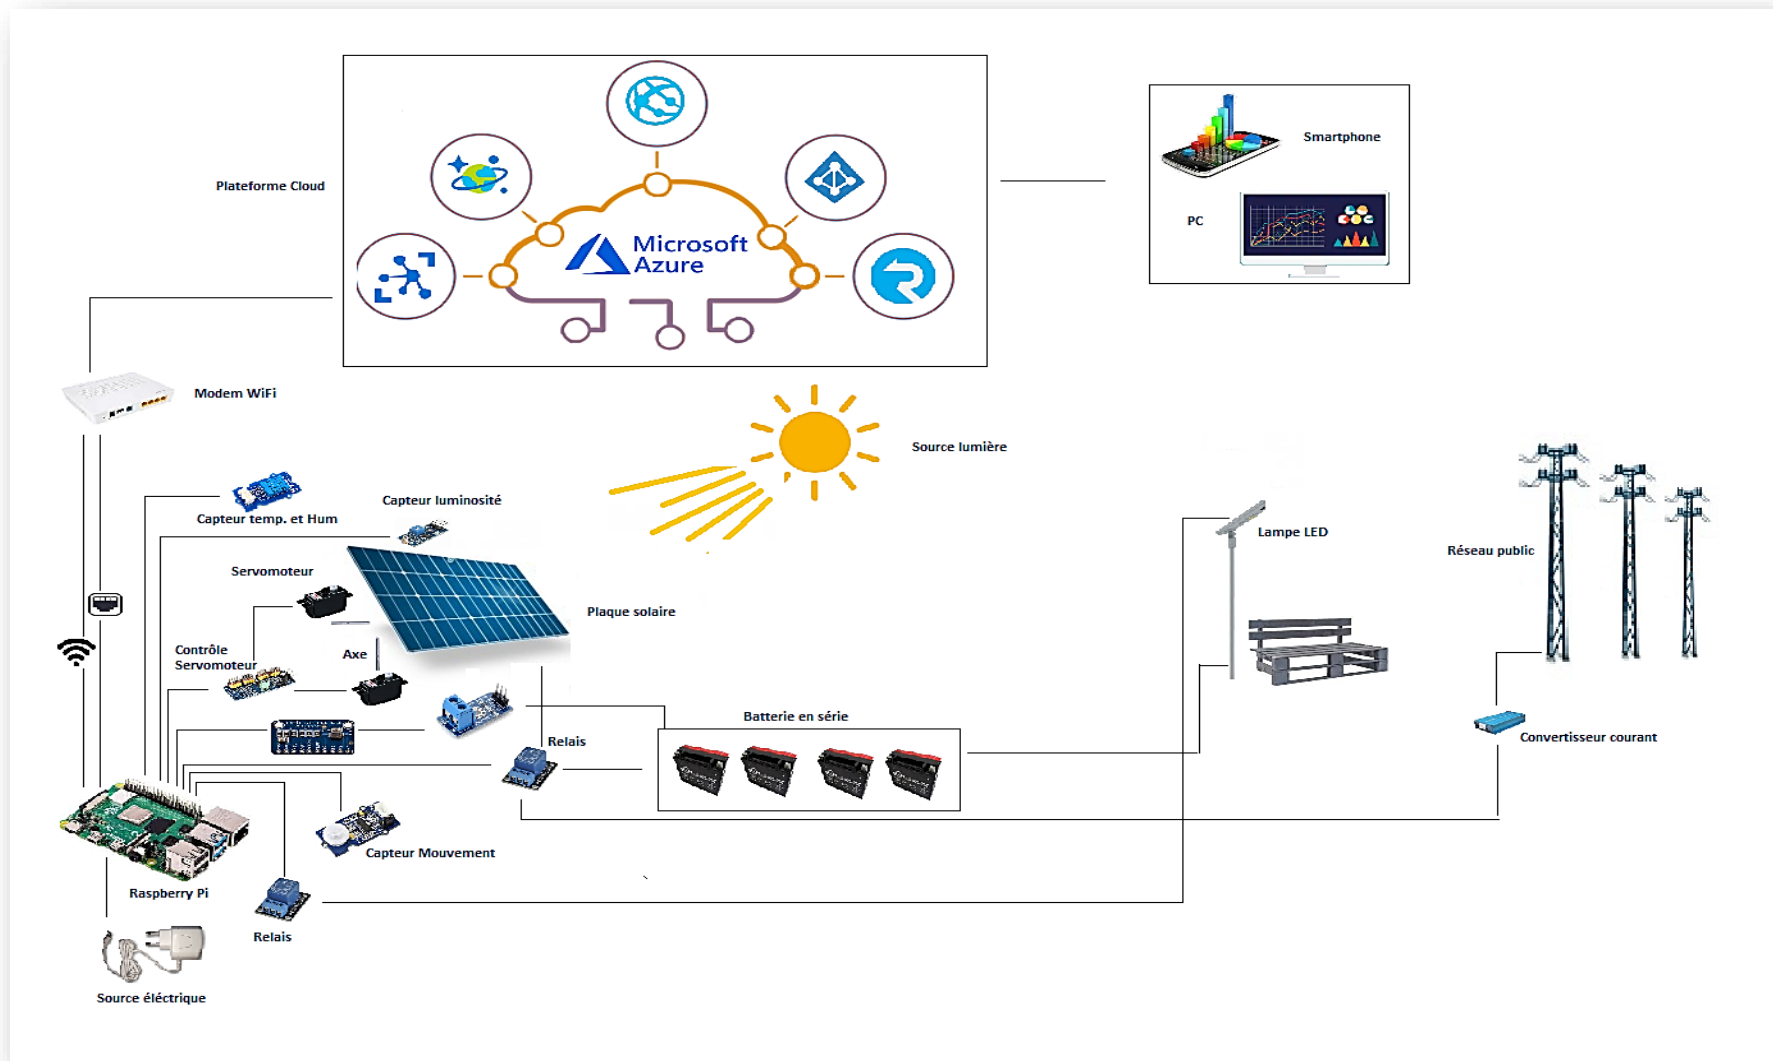 Plateforme Cloud
Microsoft
Azure
Smartphone
PC
Modem WiFi
Source lumière
Capteur temp. et Hum
Capteur luminosité
Servomoteur
Plaque solaire
Lampe LED
Réseau public
Contrôle
Servomoteur
Axe
Batterie en série
Relais
Convertisseur courant
Capteur Mouvement
Raspberry Pi
Relais
Source éléctrique